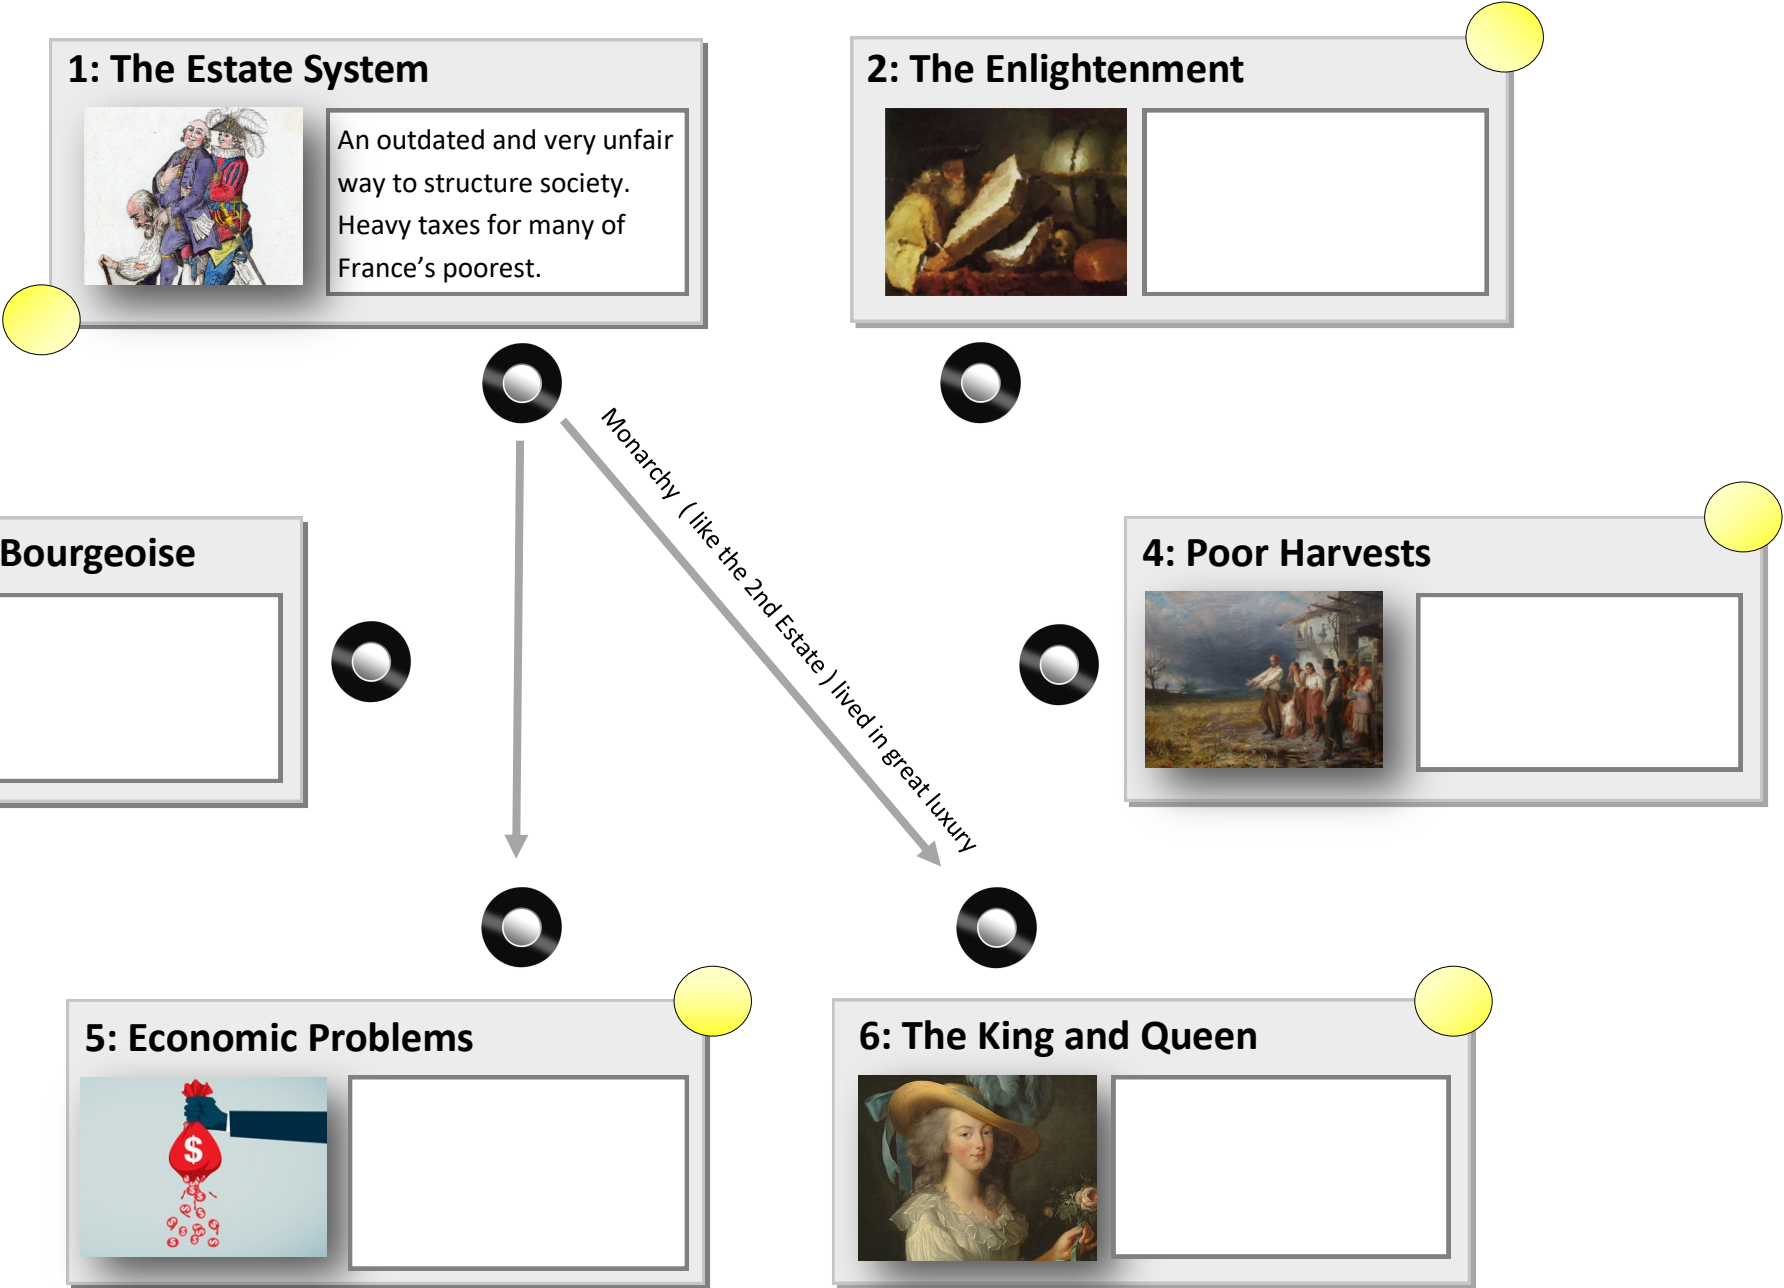 1: The Estate System
An outdated and very unfair
way to structure society.
Heavy taxes for many of
France’s poorest.
2: The Enlightenment
Monarchy ( like the 2nd Estate ) lived in great luxury
Bourgeoise
4: Poor Harvests
5: Economic Problems
$
6: The King and Queen